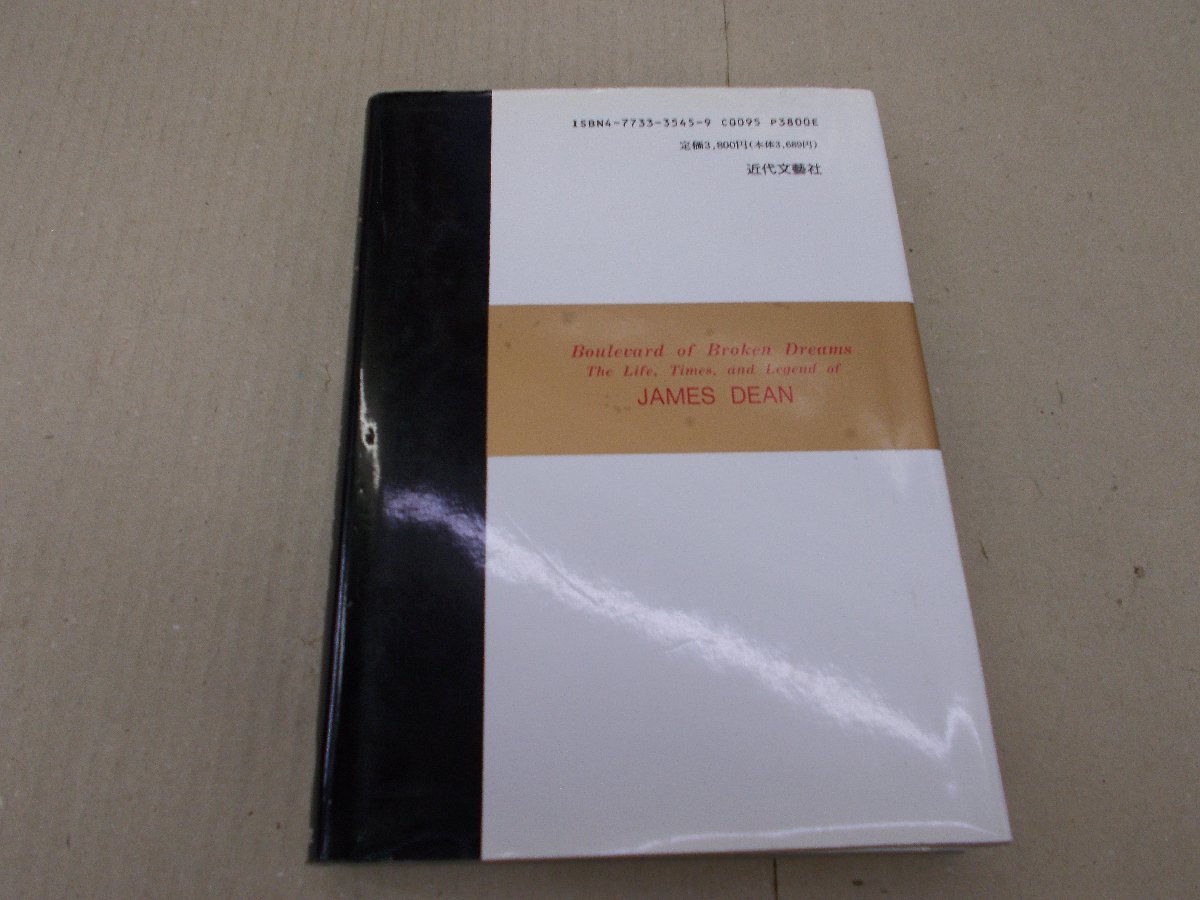 ISBN4-7733-3545-9 C0095 P3800E
定価3,800円(本体3,689円)
近代文藝社
Boulevard of Broken Dreams
The Life, Times, and Legend of
JAMES DEAN